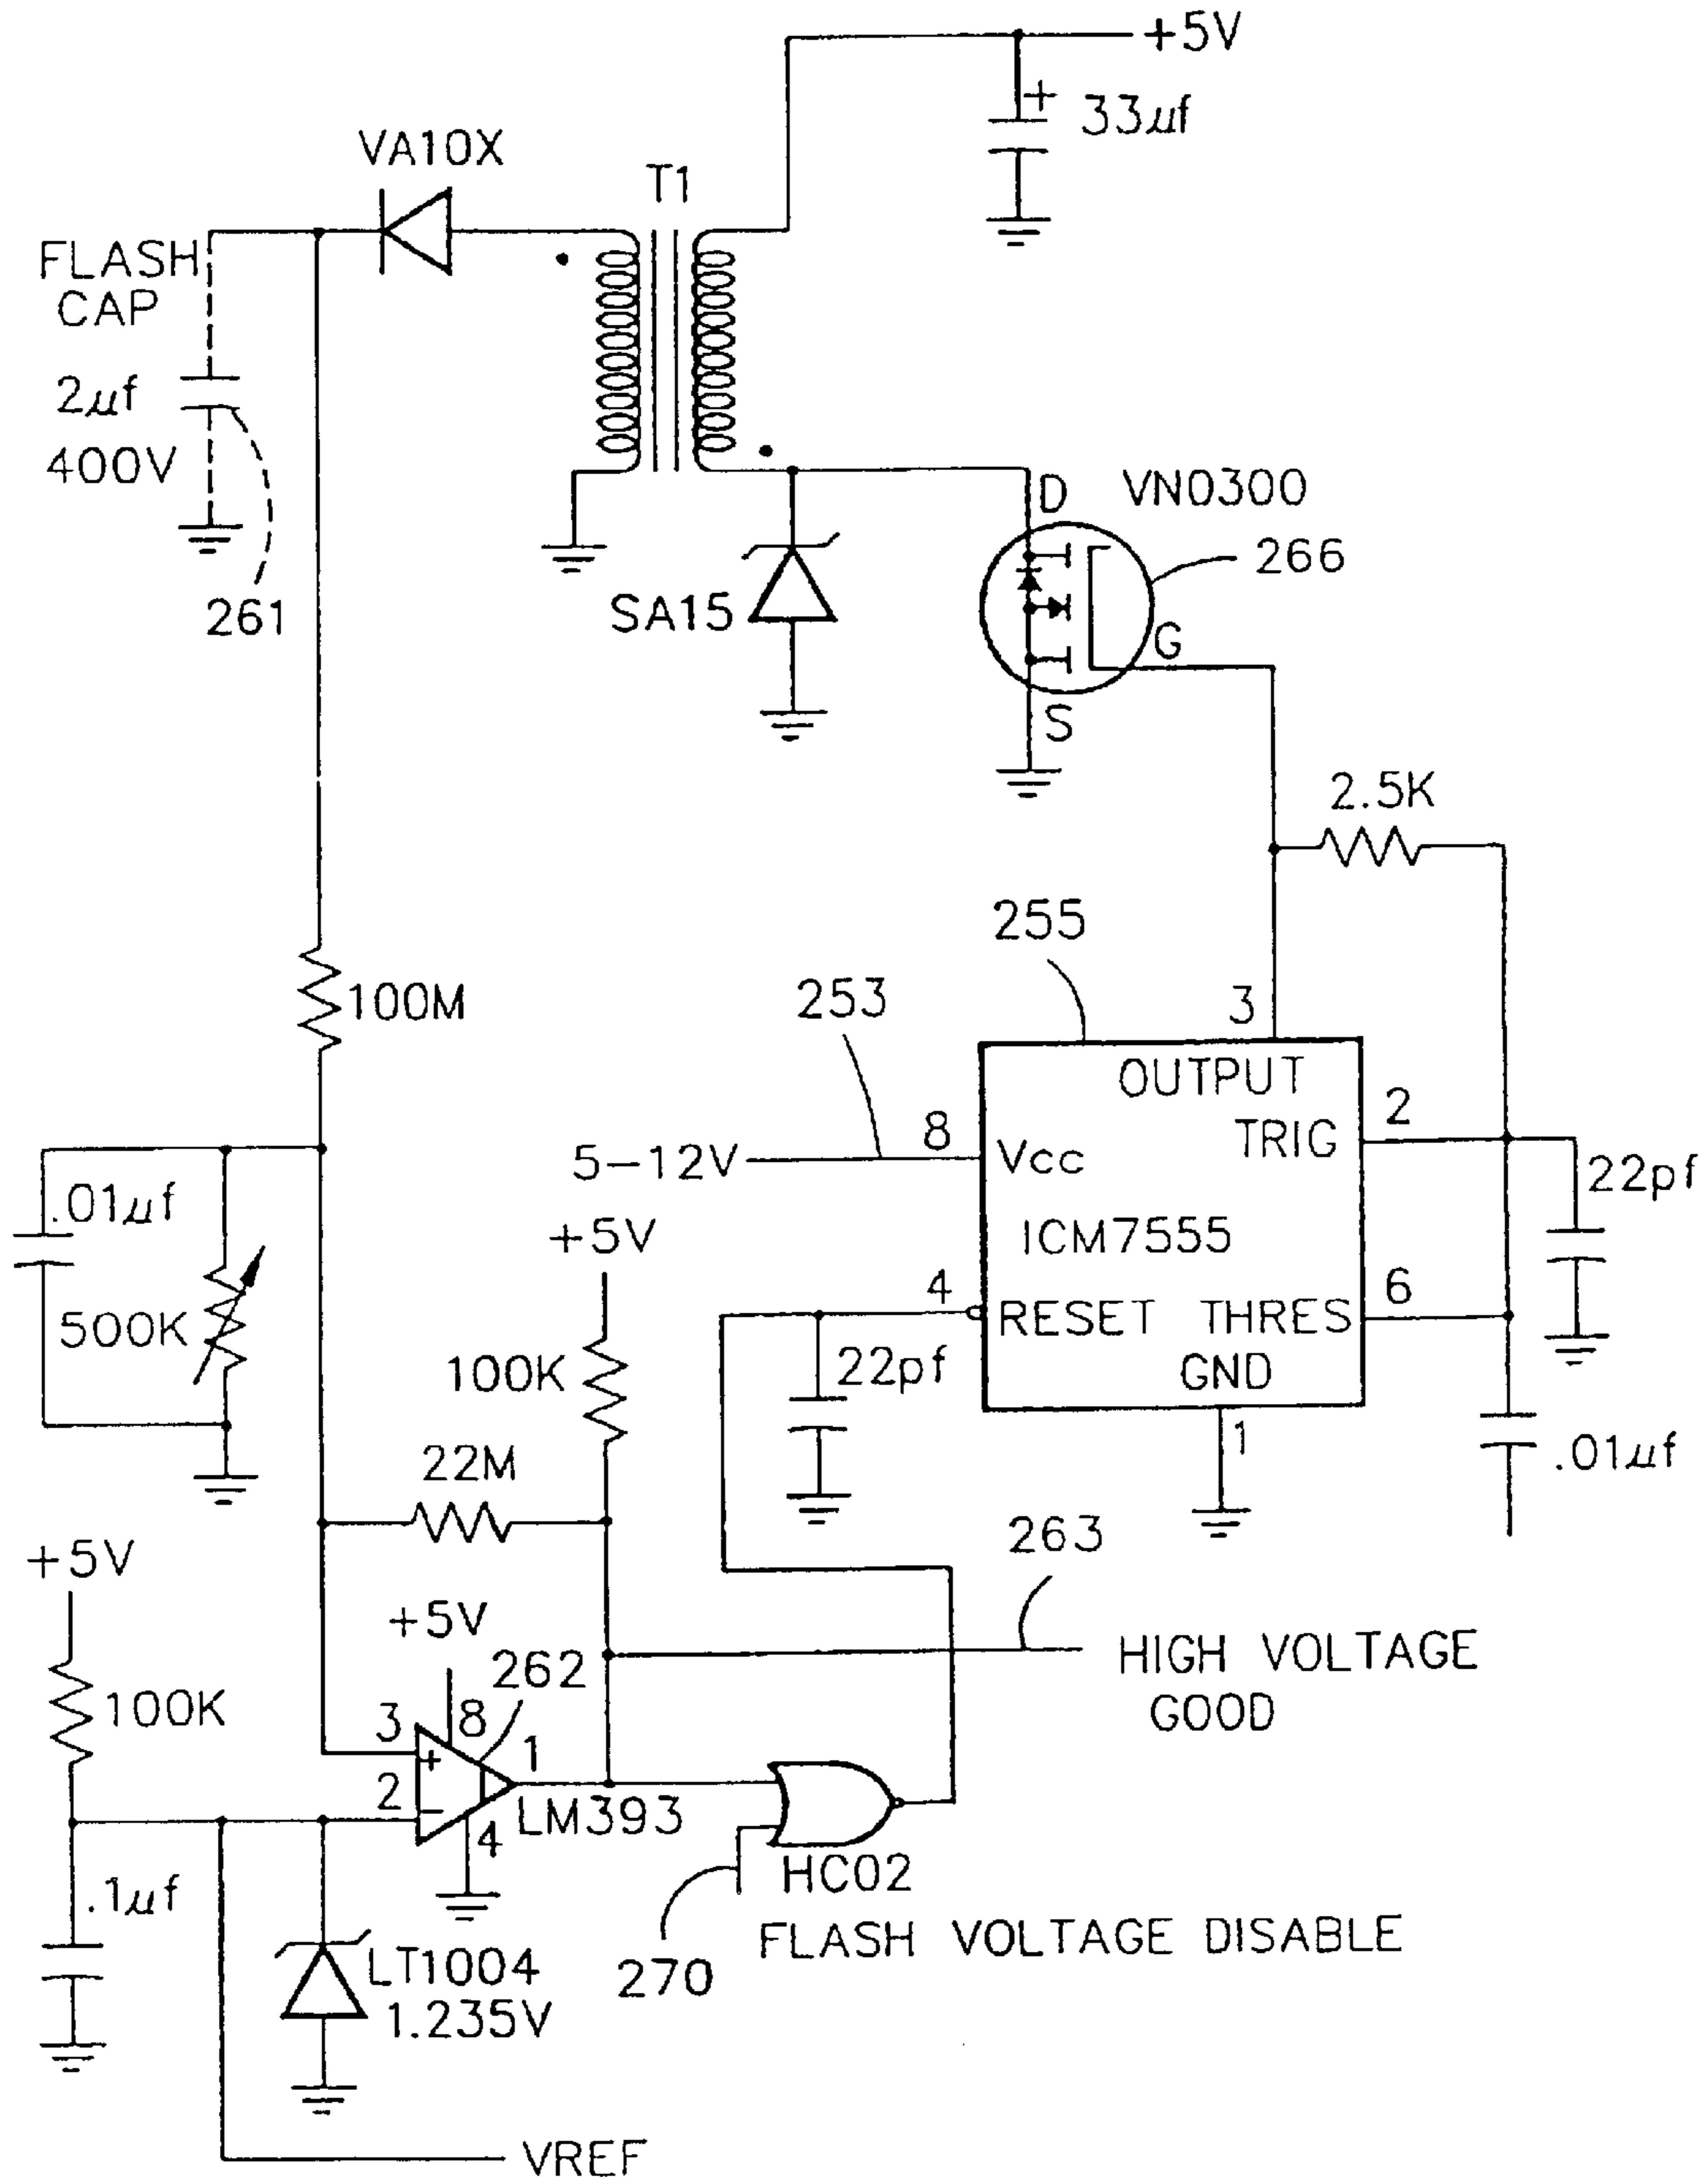 +5V
+
33µf
VA10X
T1
FLASH
CAP
2µf
400V
261
SA15
D
VN0300
266
G
S
2.5K
100M
255
253
3
OUTPUT
8
5-12V
Vcc
TRIG
2
ICM7555
22pf
.01µf
500K
+5V
100K
4
RESET
THRES
6
22pf
GND
1
.01µf
22M
263
+5V
+5V
262
HIGH VOLTAGE
GOOD
100K
3
8
+
1
2
−
LM393
4
HC02
.1µf
270
FLASH VOLTAGE DISABLE
LT1004
1.235V
VREF